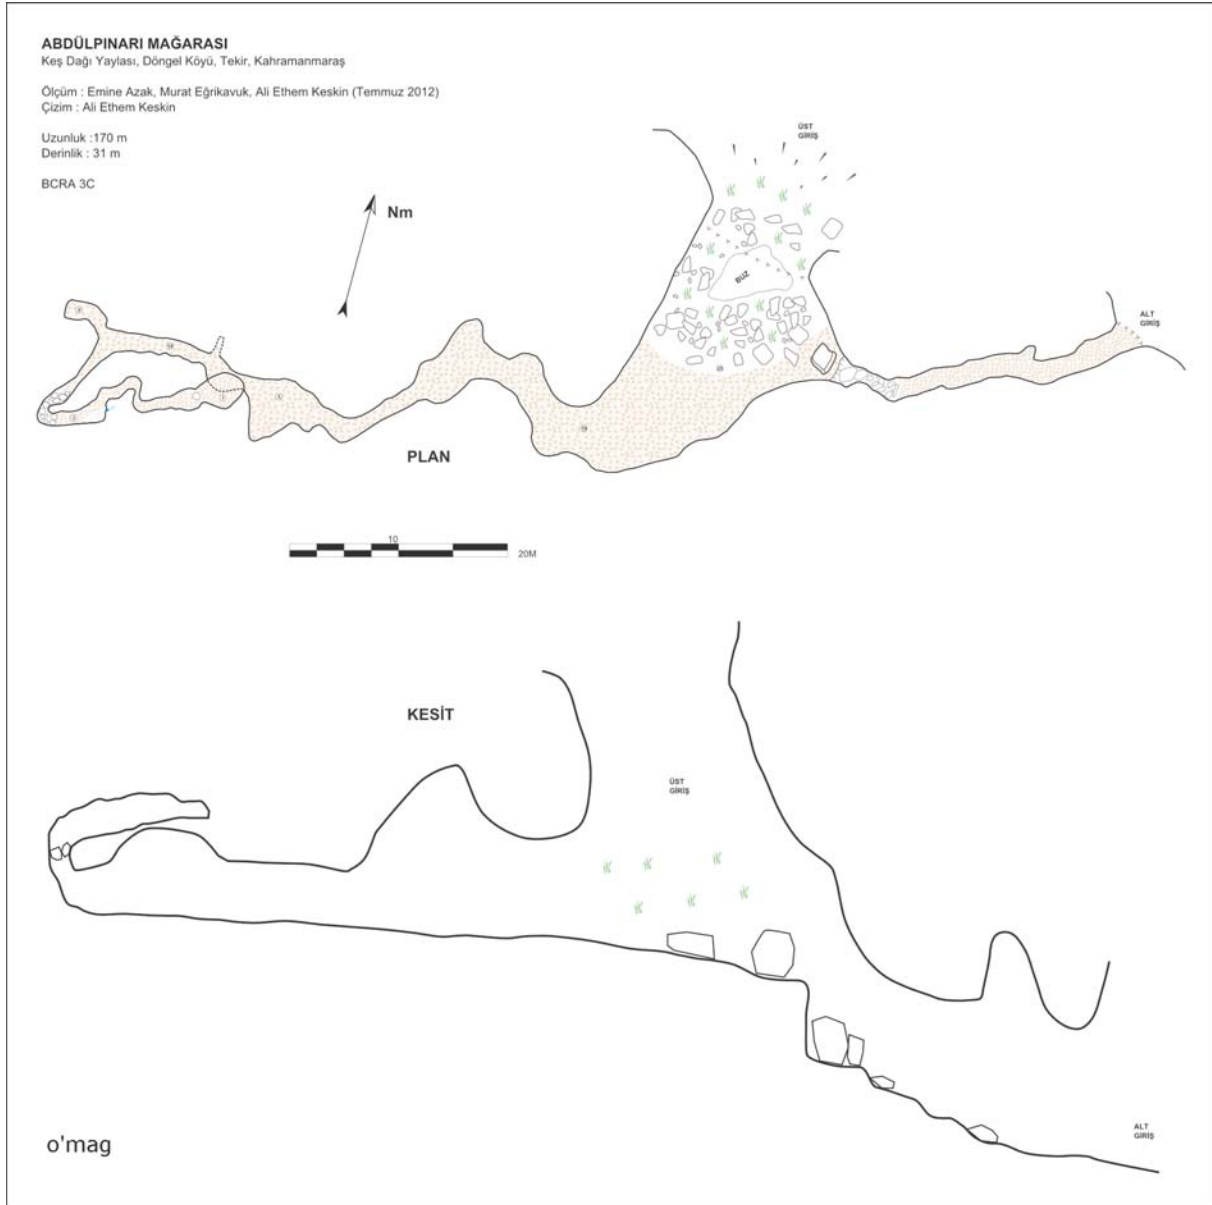 ABDÜLPINARI MAĞARASI
Keş Dağı Yaylası, Döngel Köyü, Tekir, Kahramanmaraş
Ölçüm : Emine Azak, Murat Eğrikavuk, Ali Ethem Keskin (Temmuz 2012)
Çizim : Ali Ethem Keskin
Uzunluk :170 m
Derinlik : 31 m
BCRA 3C
Nm
ÜST
GİRİŞ
BUZ
ALT
GİRİŞ
PLAN
10
20M
KESİT
ÜST
GİRİŞ
ALT
GİRİŞ
o'mag